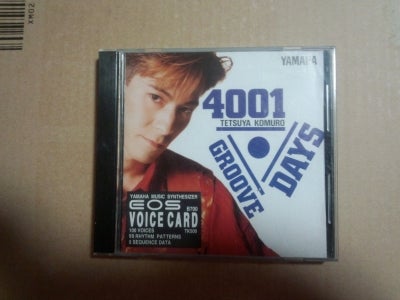 XM02
YAMAHA
4001
TETSUYA KOMURO
GROOVE
DAYS
YAMAHA MUSIC SYNTHESIZER
EOS
B700
VOICE CARD
100 VOICES
TK500
RHYTHM PATTERNS
SEQUENCE DATA